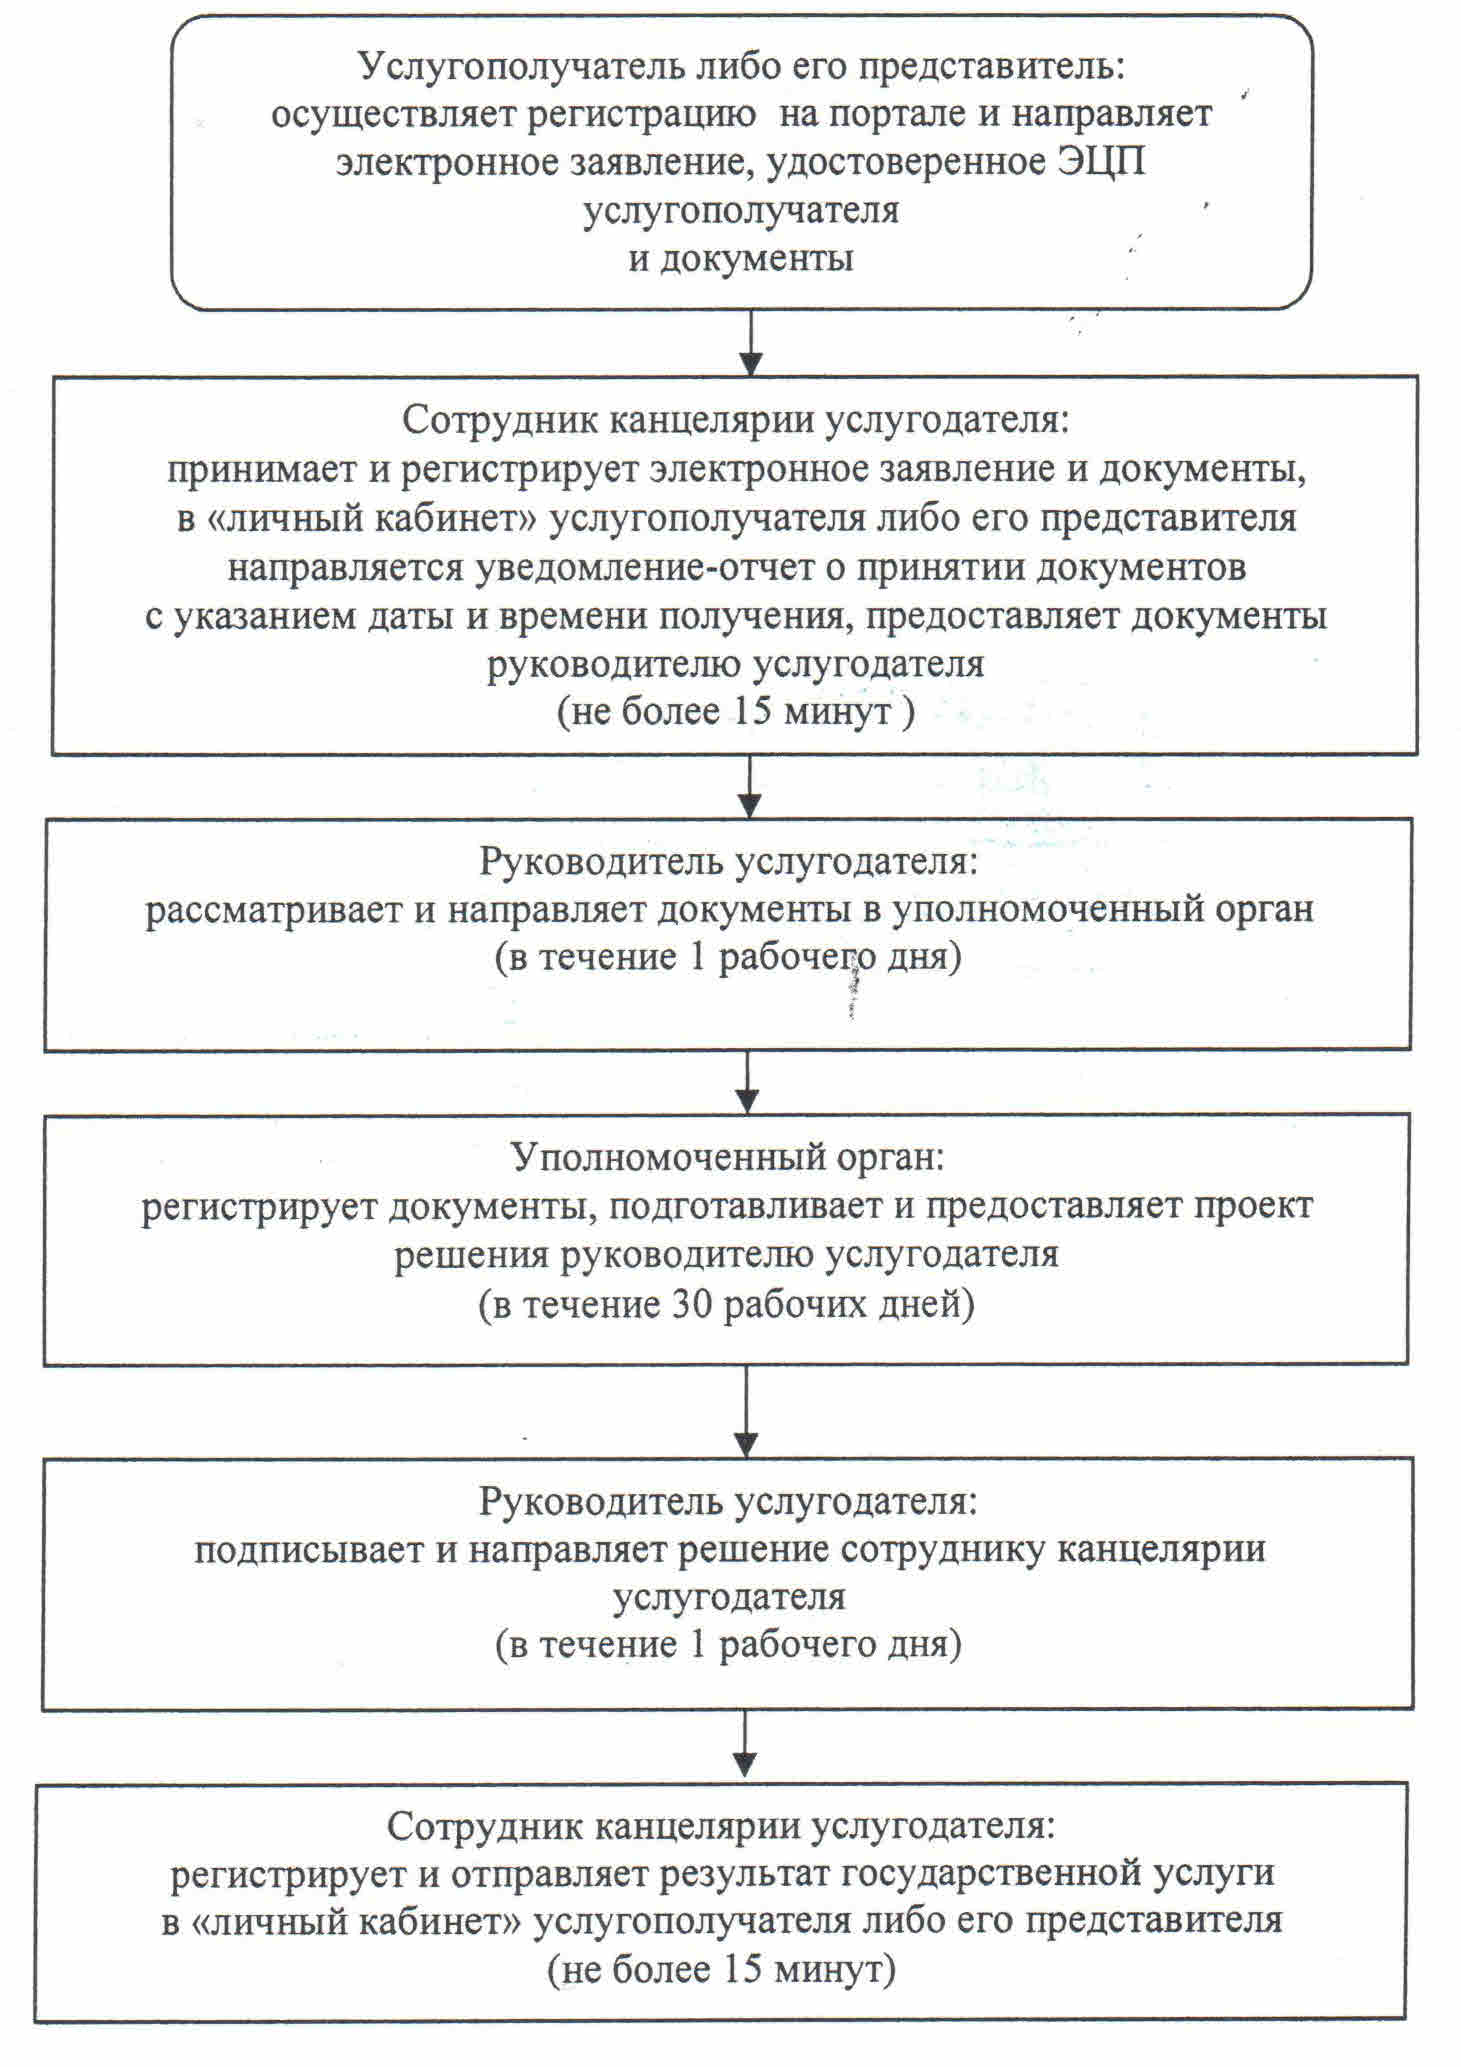 Услугополучатель либо его представитель:
осуществляет регистрацию на портале и направляет
электронное заявление, удостоверенное ЭЦП
услугополучателя
и документы
Сотрудник канцелярии услугодателя:
принимает и регистрирует электронное заявление и документы,
в «личный кабинет» услугополучателя либо его представителя
направляется уведомление-отчет о принятии документов
с указанием даты и времени получения, предоставляет документы
руководителю услугодателя
(не более 15 минут )
Руководитель услугодателя:
рассматривает и направляет документы в уполномоченный орган
(в течение 1 рабочего дня)
Уполномоченный орган:
регистрирует документы, подготавливает и предоставляет проект
решения руководителю услугодателя
(в течение 30 рабочих дней)
Руководитель услугодателя:
подписывает и направляет решение сотруднику канцелярии
услугодателя
(в течение 1 рабочего дня)
Сотрудник канцелярии услугодателя:
регистрирует и отправляет результат государственной услуги
в «личный кабинет» услугополучателя либо его представителя
(не более 15 минут)